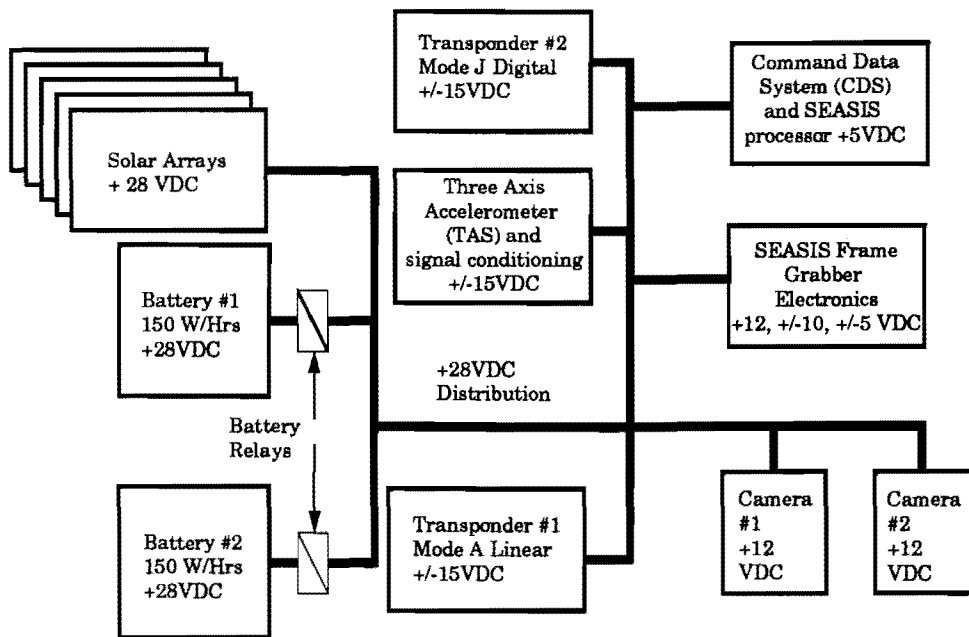 Transponder #2
Mode J Digital
+/-15VDC
Command Data
System (CDS)
and SEASIS
processor +5VDC
Solar Arrays
+ 28 VDC
Three Axis
Accelerometer
(TAS) and
signal conditioning
+/-15VDC
SEASIS Frame
Grabber
Electronics
+12, +/-10, +/-5 VDC
Battery #1
150 W/Hrs
+28VDC
+28VDC
Distribution
Battery
Relays
Battery #2
150 W/Hrs
+28VDC
Transponder #1
Mode A Linear
+/-15VDC
Camera
#1
+12
VDC
Camera
#2
+12
VDC